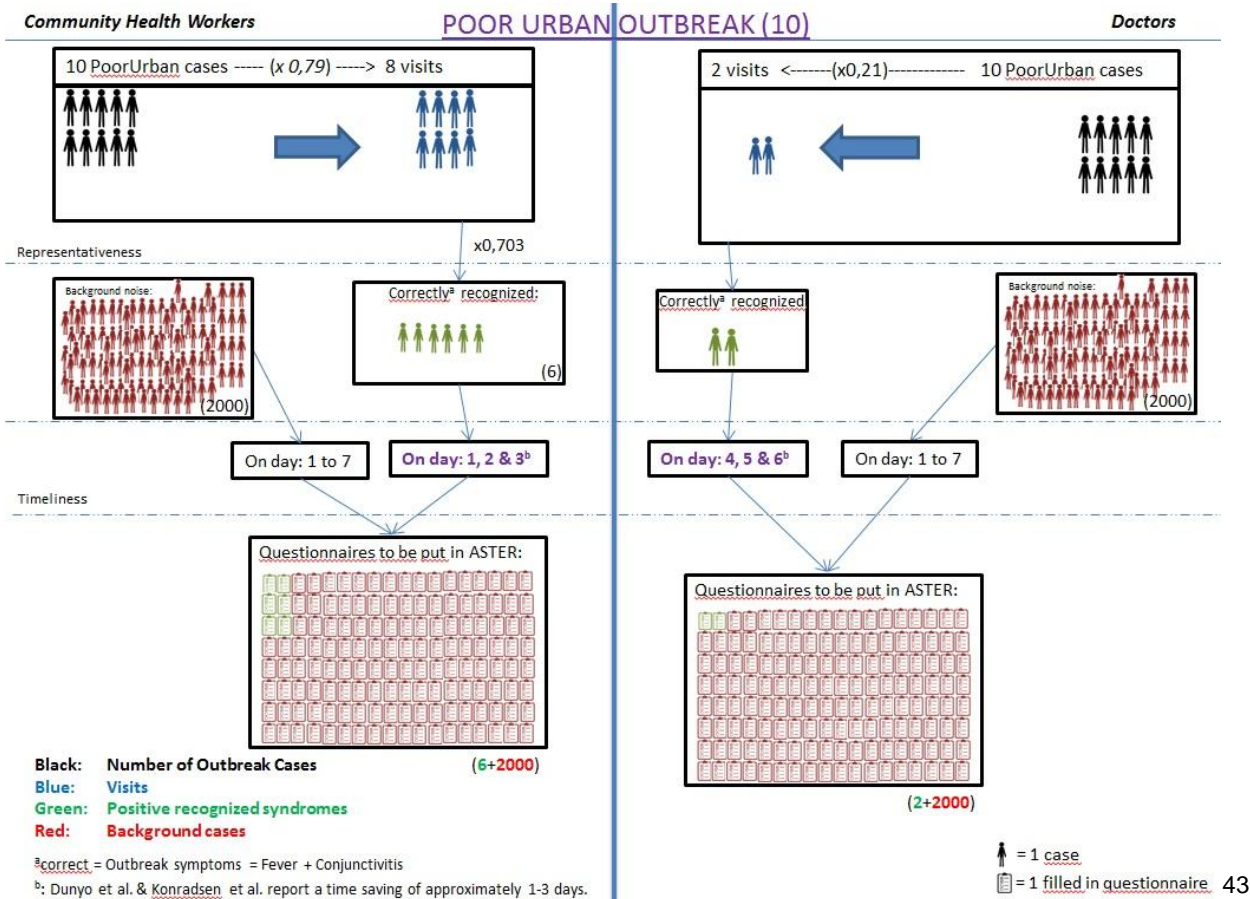 Community Health Workers
POOR URBAN OUTBREAK (10)
Doctors
10 PoorUrban cases ----- (x 0,79) -----> 8 visits
2 visits <-------(x0,21)------------- 10 PoorUrban cases
x0,703
Representativeness
Background noise:
(2000)
Correctlyᵃ recognized:
(6)
Correctlyᵃ recognized
Background noise:
(2000)
On day: 1 to 7
On day: 1, 2 & 3ᵇ
On day: 4, 5 & 6ᵇ
On day: 1 to 7
Timeliness
Questionnaires to be put in ASTER:
(6+2000)
Questionnaires to be put in ASTER:
(2+2000)
Black: Number of Outbreak Cases
Blue: Visits
Green: Positive recognized syndromes
Red: Background cases
ᵃcorrect = Outbreak symptoms = Fever + Conjunctivitis
ᵇ: Dunyo et al. & Konradsen et al. report a time saving of approximately 1-3 days.
= 1 case
= 1 filled in questionnaire
43